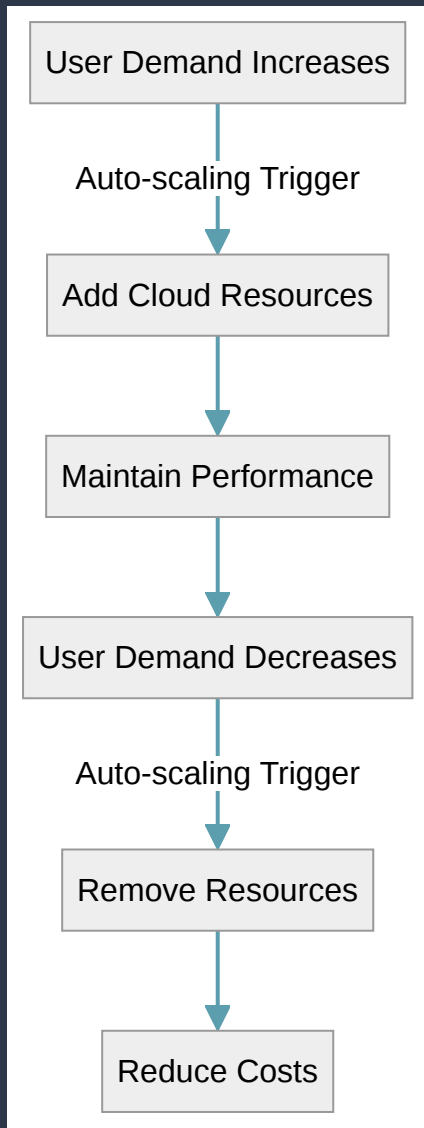 User Demand Increases
Auto-scaling Trigger
Add Cloud Resources
Maintain Performance
User Demand Decreases
Auto-scaling Trigger
Remove Resources
Reduce Costs